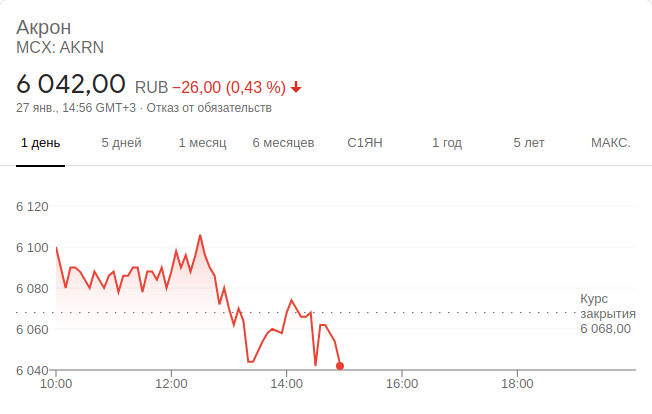 Акрон
MCX: AKRN
6 042,00 RUB −26,00 (0,43 %)
27 янв., 14:56 GMT+3 · Отказ от обязательств
1 день 5 дней 1 месяц 6 месяцев С1ЯН 1 год 5 лет МАКС.
6 120
6 100
6 080
Курс
закрытия
6 068,00
6 060
6 040
10:00 12:00 14:00 16:00 18:00